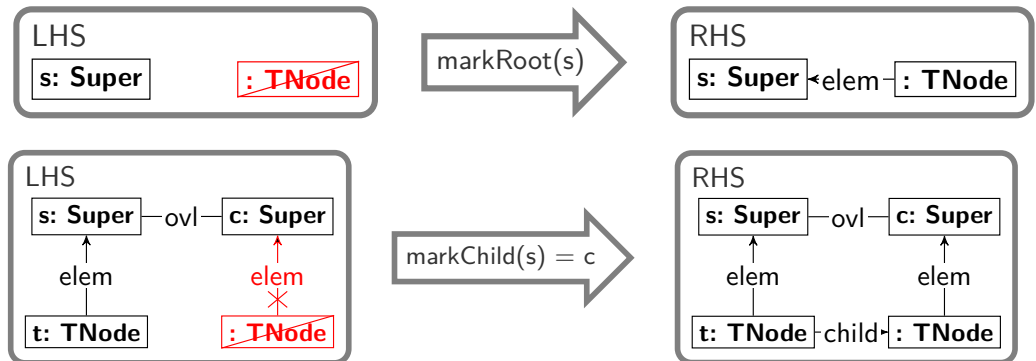 LHS
s: Super
: TNode
markRoot(s)
RHS
s: Super
elem
: TNode
LHS
s: Super
ovl
c: Super
elem
elem
t: TNode
: TNode
markChild(s) = c
RHS
s: Super
ovl
c: Super
elem
elem
t: TNode
child
: TNode